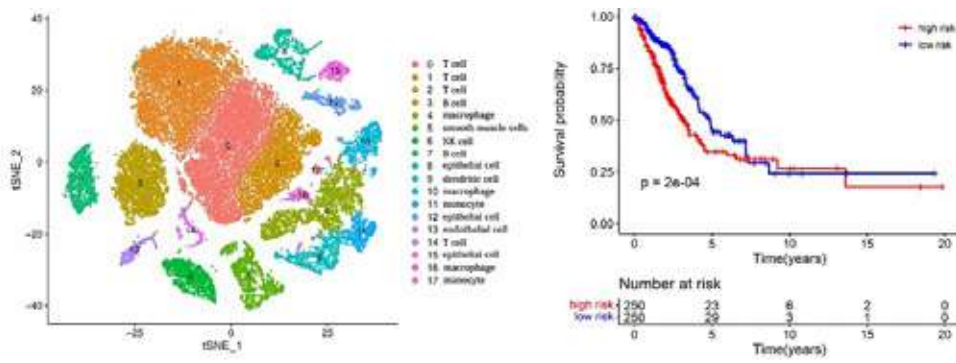 40
20
0
−20
−40
tSNE_2
−25
0
25
tSNE_1
0 T cell
1 T cell
2 T cell
3 B cell
4 macrophage
5 smooth muscle cells
6 NK cell
7 B cell
8 epithelial cell
9 dendritic cell
10 macrophage
11 monocyte
12 epithelial cell
13 endothelial cell
14 T cell
15 epithelial cell
16 macrophage
17 monocyte
1.00
0.75
0.50
0.25
0.00
Survival probability
high risk
low risk
p = 2e-04
0 5 10 15 20
Time(years)
Number at risk
high risk 250 23 6 2 0
low risk 250 29 3 1 0
0 5 10 15 20
Time(years)